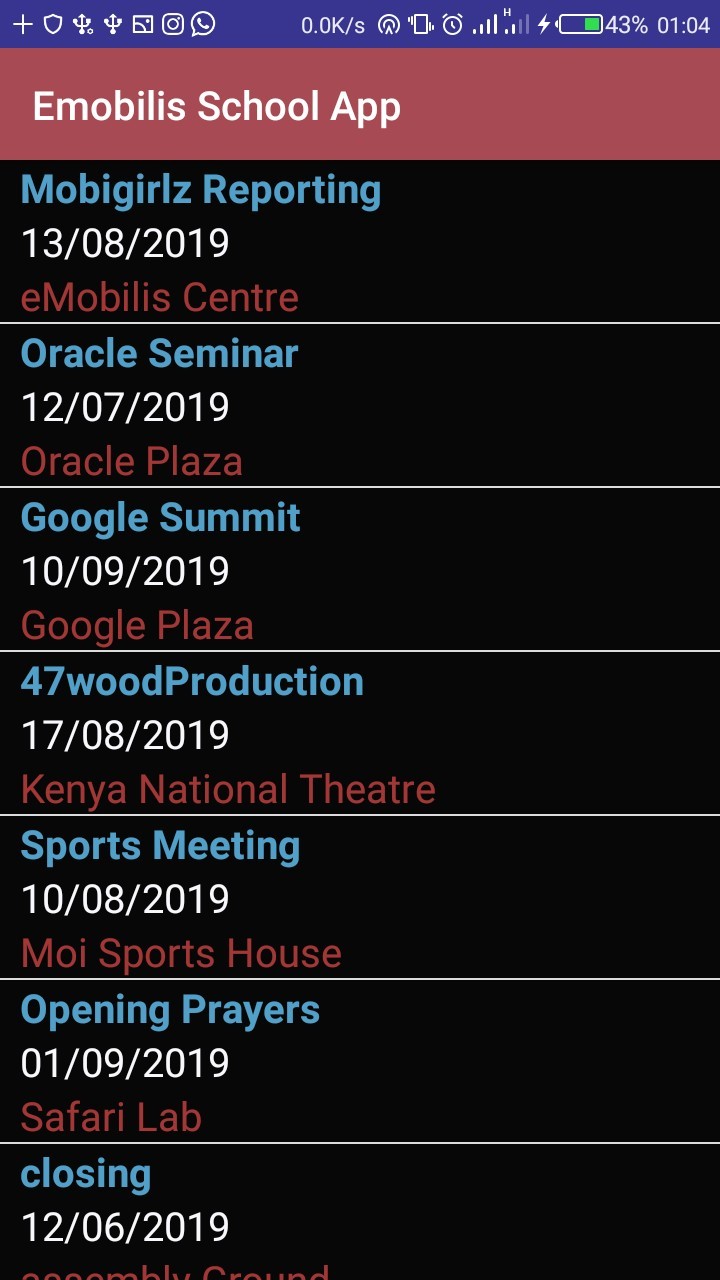 0.0K/s H 43% 01:04
Emobilis School App
Mobigirlz Reporting
13/08/2019
eMobilis Centre
Oracle Seminar
12/07/2019
Oracle Plaza
Google Summit
10/09/2019
Google Plaza
47woodProduction
17/08/2019
Kenya National Theatre
Sports Meeting
10/08/2019
Moi Sports House
Opening Prayers
01/09/2019
Safari Lab
closing
12/06/2019
assembly Ground